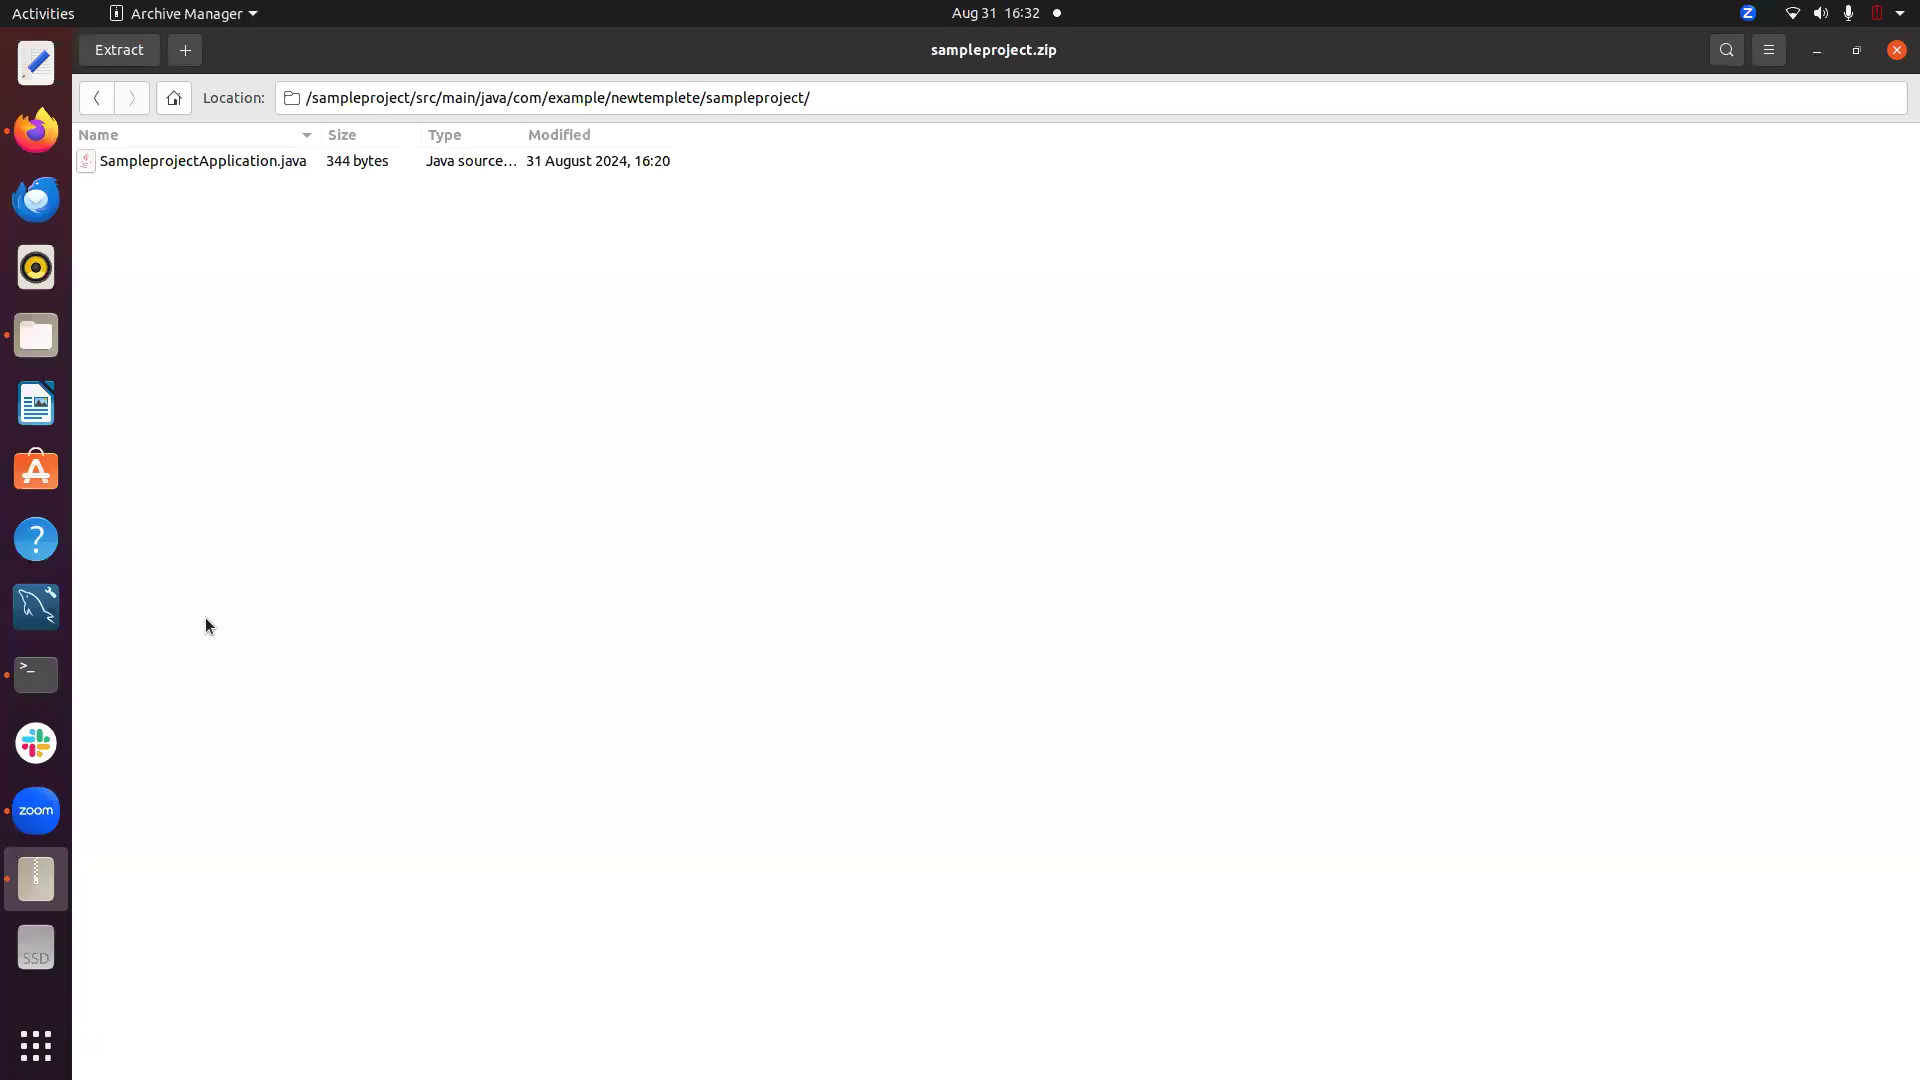 Activities
Archive Manager
Aug 31 16:32
Extract
+
sampleproject.zip
Location:
/sampleproject/src/main/java/com/example/newtemplete/sampleproject/
Name
Size
Type
Modified
SampleprojectApplication.java
344 bytes
Java source...
31 August 2024, 16:20
zoom
SSD